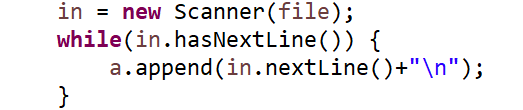 in = new Scanner(file);
while(in.hasNextLine()) {
    a.append(in.nextLine()+"\n");
}